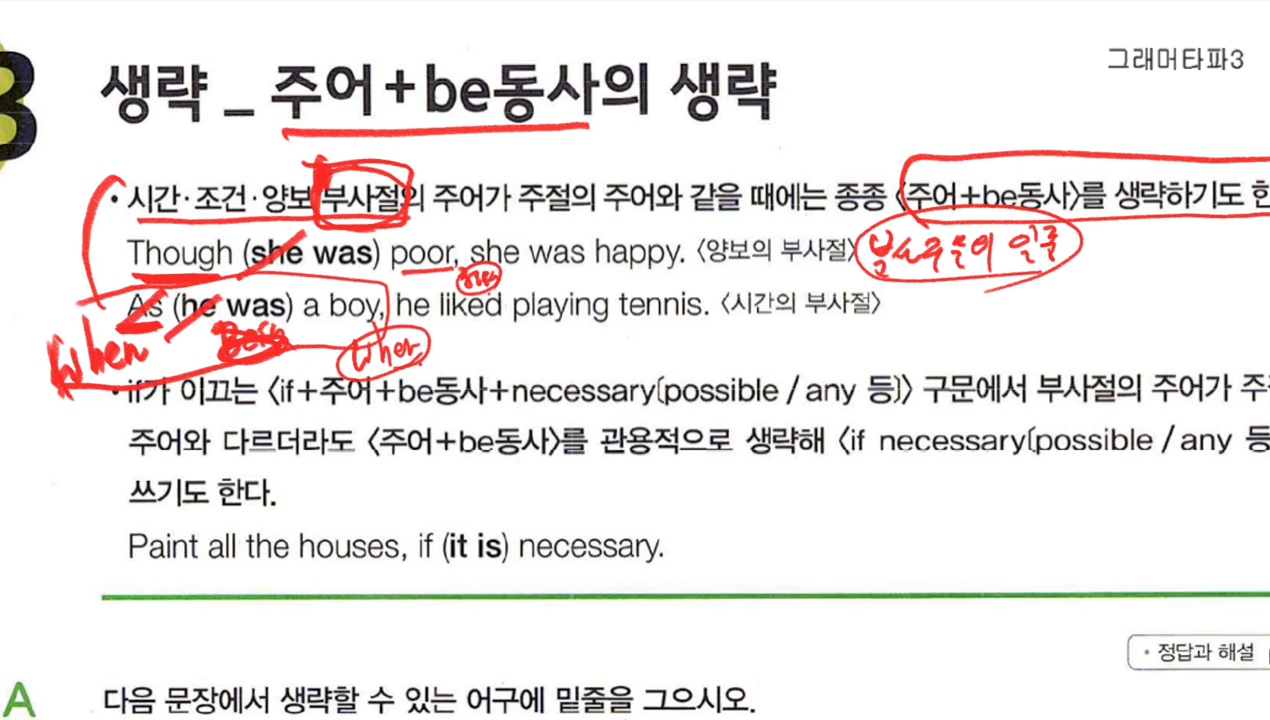 그래머타파3
3 생략 _ 주어+be동사의 생략
• 시간·조건·양보 부사절의 주어가 주절의 주어와 같을 때에는 종종 〈주어+be동사〉를 생략하기도 한
Though (she was) poor, she was happy. 〈양보의 부사절〉
As (he was) a boy, he liked playing tennis. 〈시간의 부사절〉
when
when
• if가 이끄는 〈if+주어+be동사+necessary(possible / any 등)〉 구문에서 부사절의 주어가 주
주어와 다르더라도 〈주어+be동사〉를 관용적으로 생략해 〈if necessary(possible / any 등
쓰기도 한다.
Paint all the houses, if (it is) necessary.
• 정답과 해설
A 다음 문장에서 생략할 수 있는 어구에 밑줄을 그으시오.